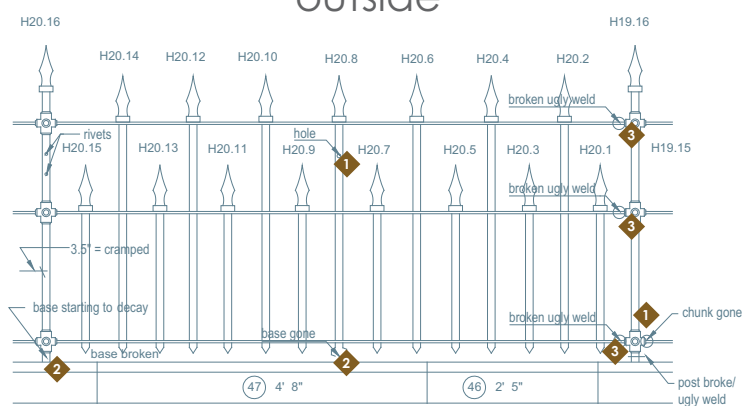 outside
H20.16
H19.16
H20.14
H20.12
H20.10
H20.8
H20.6
H20.4
H20.2
broken ugly weld
3
rivets
hole
1
H20.15
H20.13
H20.11
H20.9
H20.7
H20.5
H20.3
H20.1
H19.15
broken ugly weld
3
3.5" = cramped
base starting to decay
1
chunk gone
broken ugly weld
3
base gone
2
base broken
2
47 4' 8"
46 2' 5"
post broke/
ugly weld